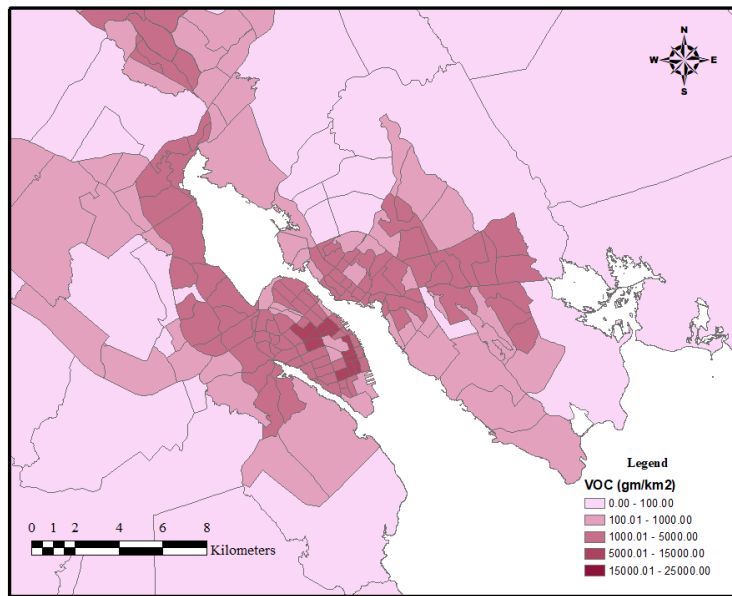 N
W E
S
Legend
VOC (gm/km2)
0.00 - 100.00
100.01 - 1000.00
1000.01 - 5000.00
5000.01 - 15000.00
15000.01 - 25000.00
0 1 2 4 6 8
Kilometers